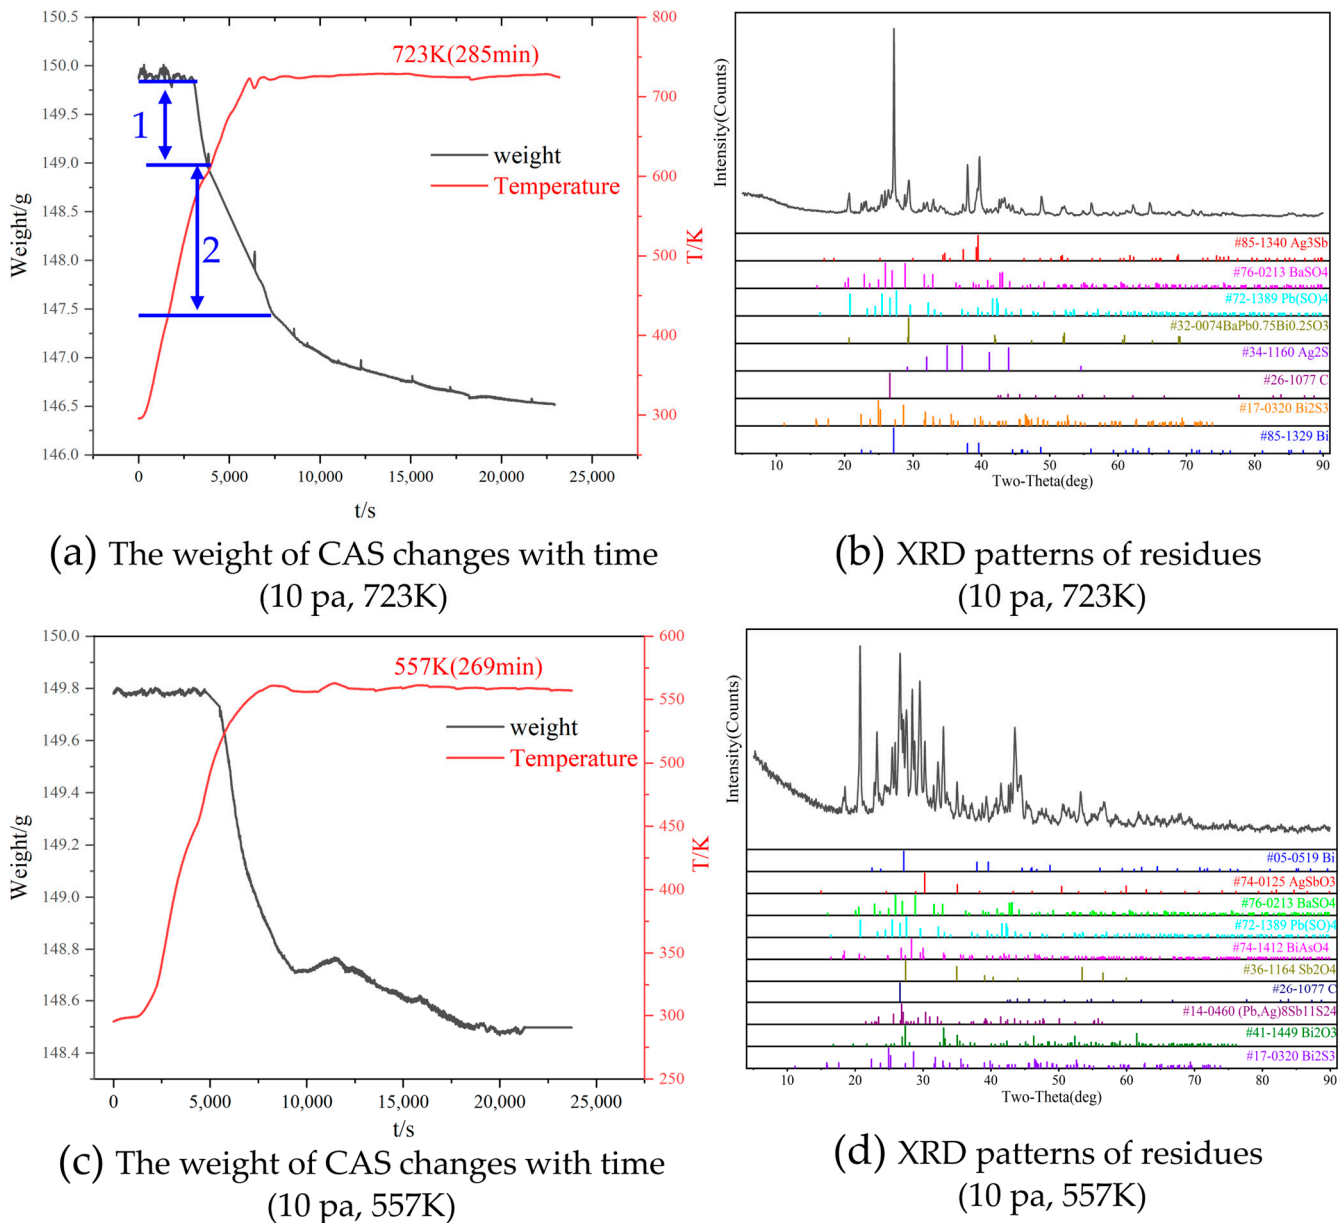 150.5
150.0
149.5
149.0
148.5
148.0
147.5
147.0
146.5
146.0
Weight/g
800
700
600
500
400
300
T/K
723K(285min)
weight
Temperature
1
2
0
5,000
10,000
15,000
20,000
25,000
t/s
(a) The weight of CAS changes with time
(10 pa, 723K)
Intensity(Counts)
#85-1340 Ag3Sb
#76-0213 BaSO4
#72-1389 Pb(SO)4
#32-0074BaPb0.75Bi0.25O3
#34-1160 Ag2S
#26-1077 C
#17-0320 Bi2S3
#85-1329 Bi
10 20 30 40 50 60 70 80 90
Two-Theta(deg)
(b) XRD patterns of residues
(10 pa, 723K)
150.0
149.8
149.6
149.4
149.2
149.0
148.8
148.6
148.4
Weight/g
600
550
500
450
400
350
300
250
T/K
557K(269min)
weight
Temperature
0
5,000
10,000
15,000
20,000
25,000
t/s
(c) The weight of CAS changes with time
(10 pa, 557K)
Intensity(Counts)
#05-0519 Bi
#74-0125 AgSbO3
#76-0213 BaSO4
#72-1389 Pb(SO)4
#74-1412 BiAsO4
#36-1164 Sb2O4
#26-1077 C
#14-0460 (Pb,Ag)8Sb11S24
#41-1449 Bi2O3
#17-0320 Bi2S3
10 20 30 40 50 60 70 80 90
Two-Theta(deg)
(d) XRD patterns of residues
(10 pa, 557K)